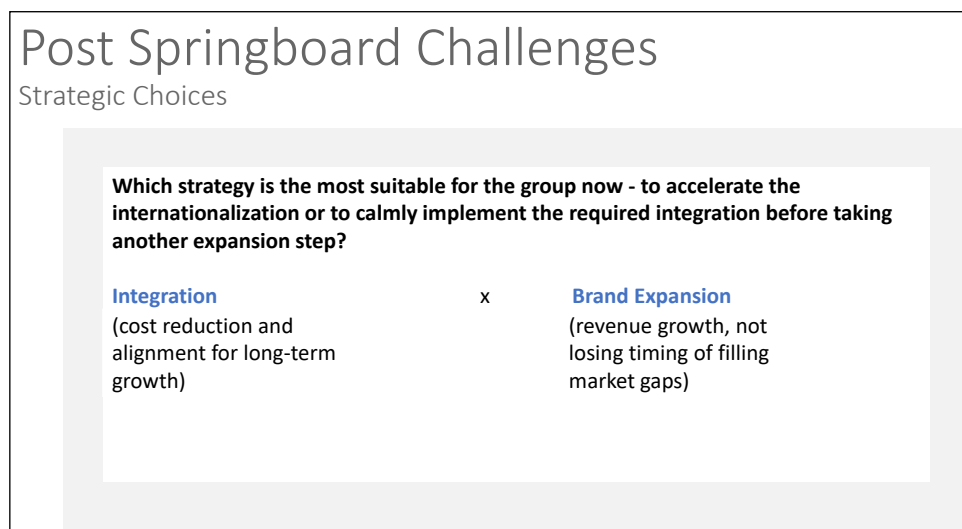 Post Springboard Challenges
Strategic Choices
Which strategy is the most suitable for the group now - to accelerate the
internationalization or to calmly implement the required integration before taking
another expansion step?
Integration x Brand Expansion
(cost reduction and (revenue growth, not
alignment for long-term losing timing of filling
growth) market gaps)